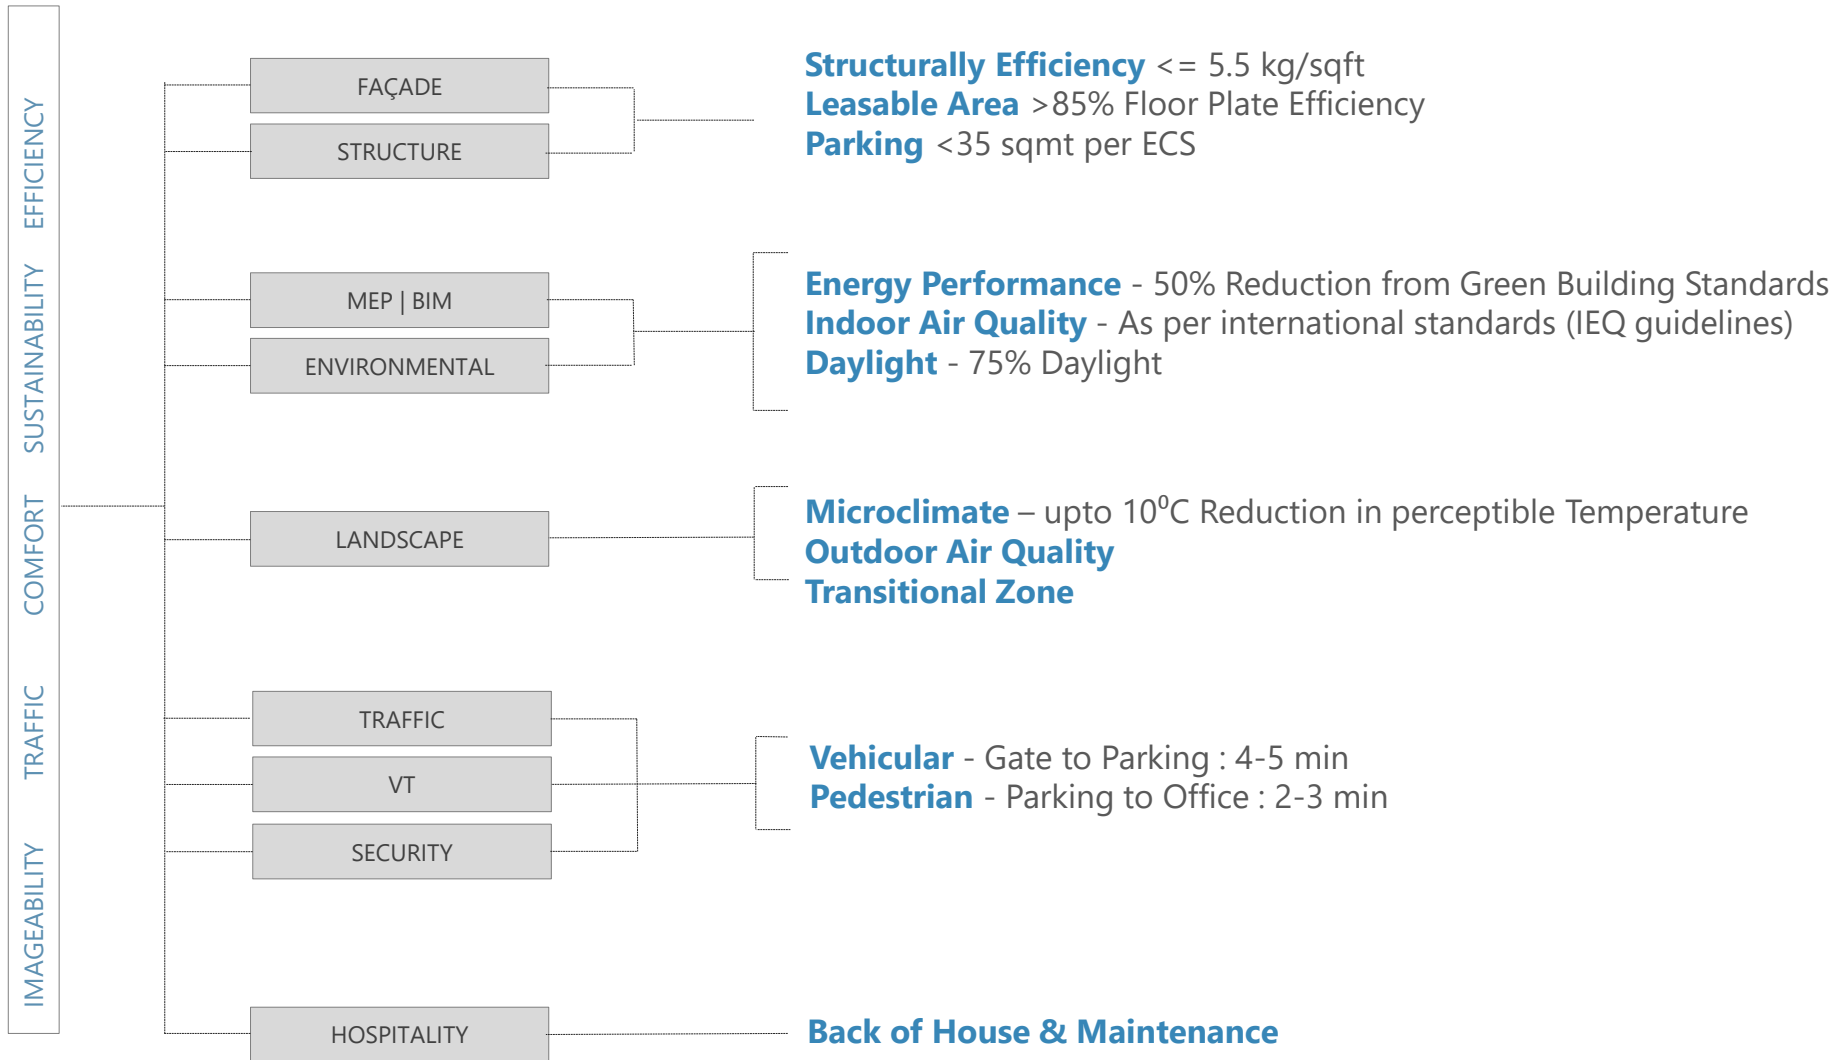 EFFICIENCY
SUSTAINABILITY
COMFORT
TRAFFIC
IMAGEABILITY
FAÇADE
STRUCTURE
Structurally Efficiency <= 5.5 kg/sqft
Leasable Area >85% Floor Plate Efficiency
Parking <35 sqmt per ECS
MEP | BIM
ENVIRONMENTAL
Energy Performance - 50% Reduction from Green Building Standards
Indoor Air Quality - As per international standards (IEQ guidelines)
Daylight - 75% Daylight
LANDSCAPE
Microclimate – upto 10⁰C Reduction in perceptible Temperature
Outdoor Air Quality
Transitional Zone
TRAFFIC
VT
SECURITY
Vehicular - Gate to Parking : 4-5 min
Pedestrian - Parking to Office : 2-3 min
HOSPITALITY
Back of House & Maintenance